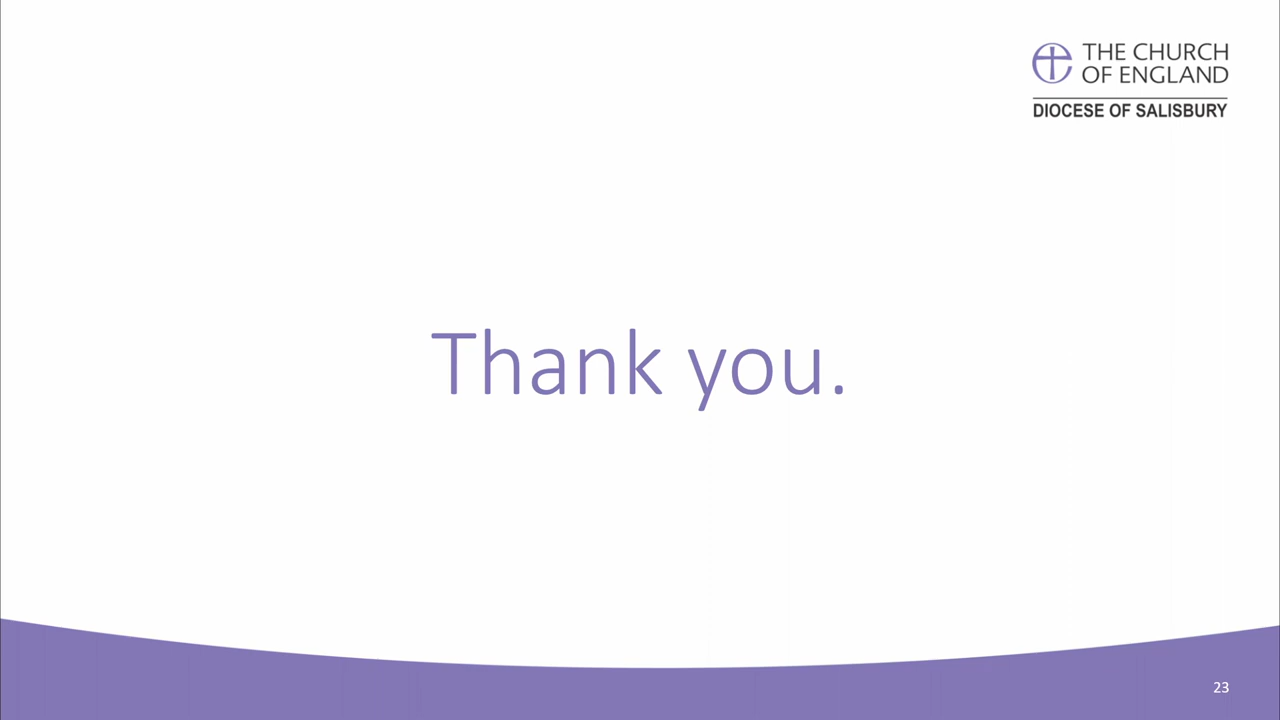 THE CHURCH
OF ENGLAND
DIOCESE OF SALISBURY
Thank you.
23